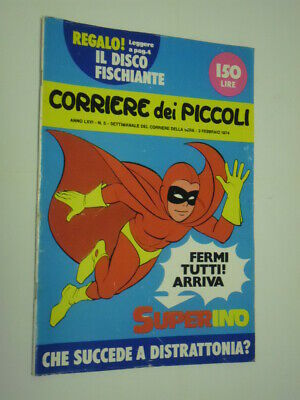 REGALO!
Leggere
a pag.4
IL DISCO
FISCHIANTE
150
LIRE
CORRIERE dei PICCOLI
ANNO LXVI - N. 5 - SETTIMANALE DEL CORRIERE DELLA SERA - 3 FEBBRAIO 1974
FERMI
TUTTI!
ARRIVA
SUPERINO
CHE SUCCEDE A DISTRATTONIA?